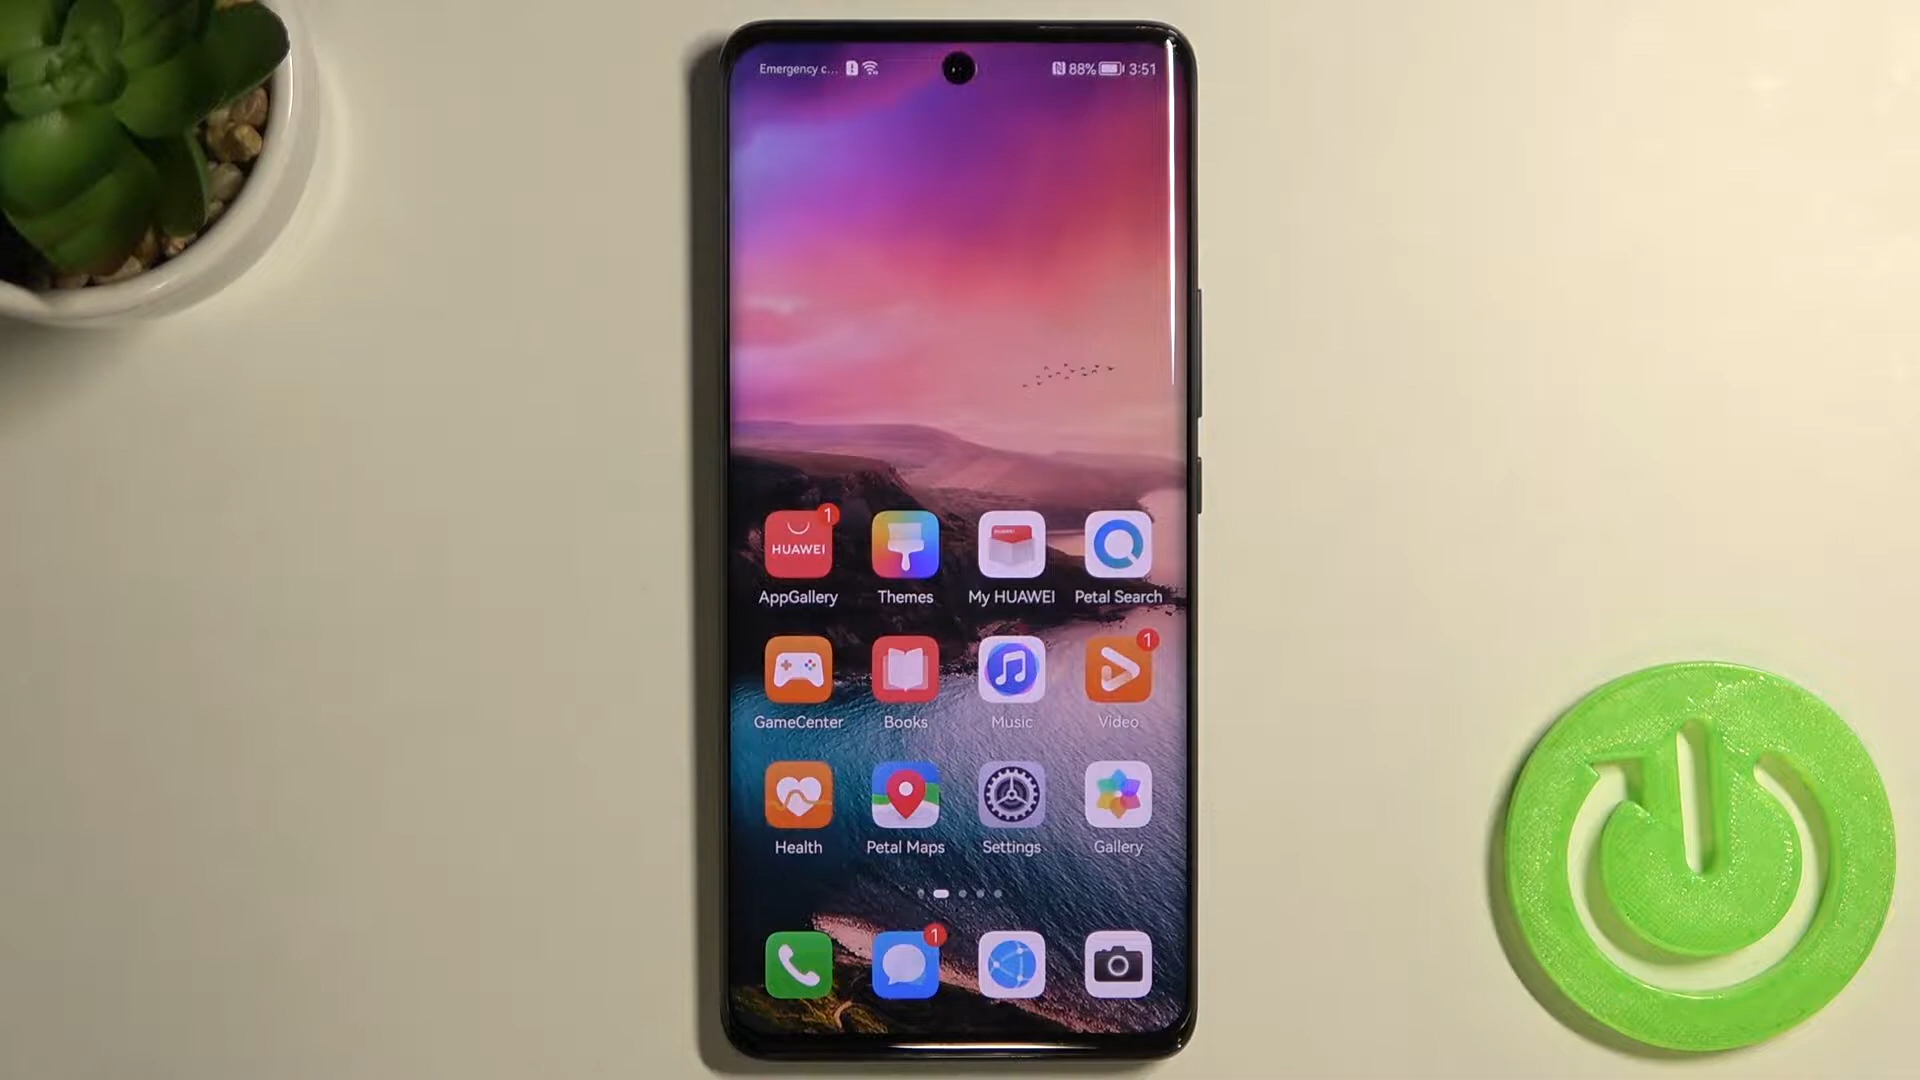 Emergency c... 88% 3:51
1
HUAWEI
HUAWEI
AppGallery Themes My HUAWEI Petal Search
1
GameCenter Books Music Video
Health Petal Maps Settings Gallery
1